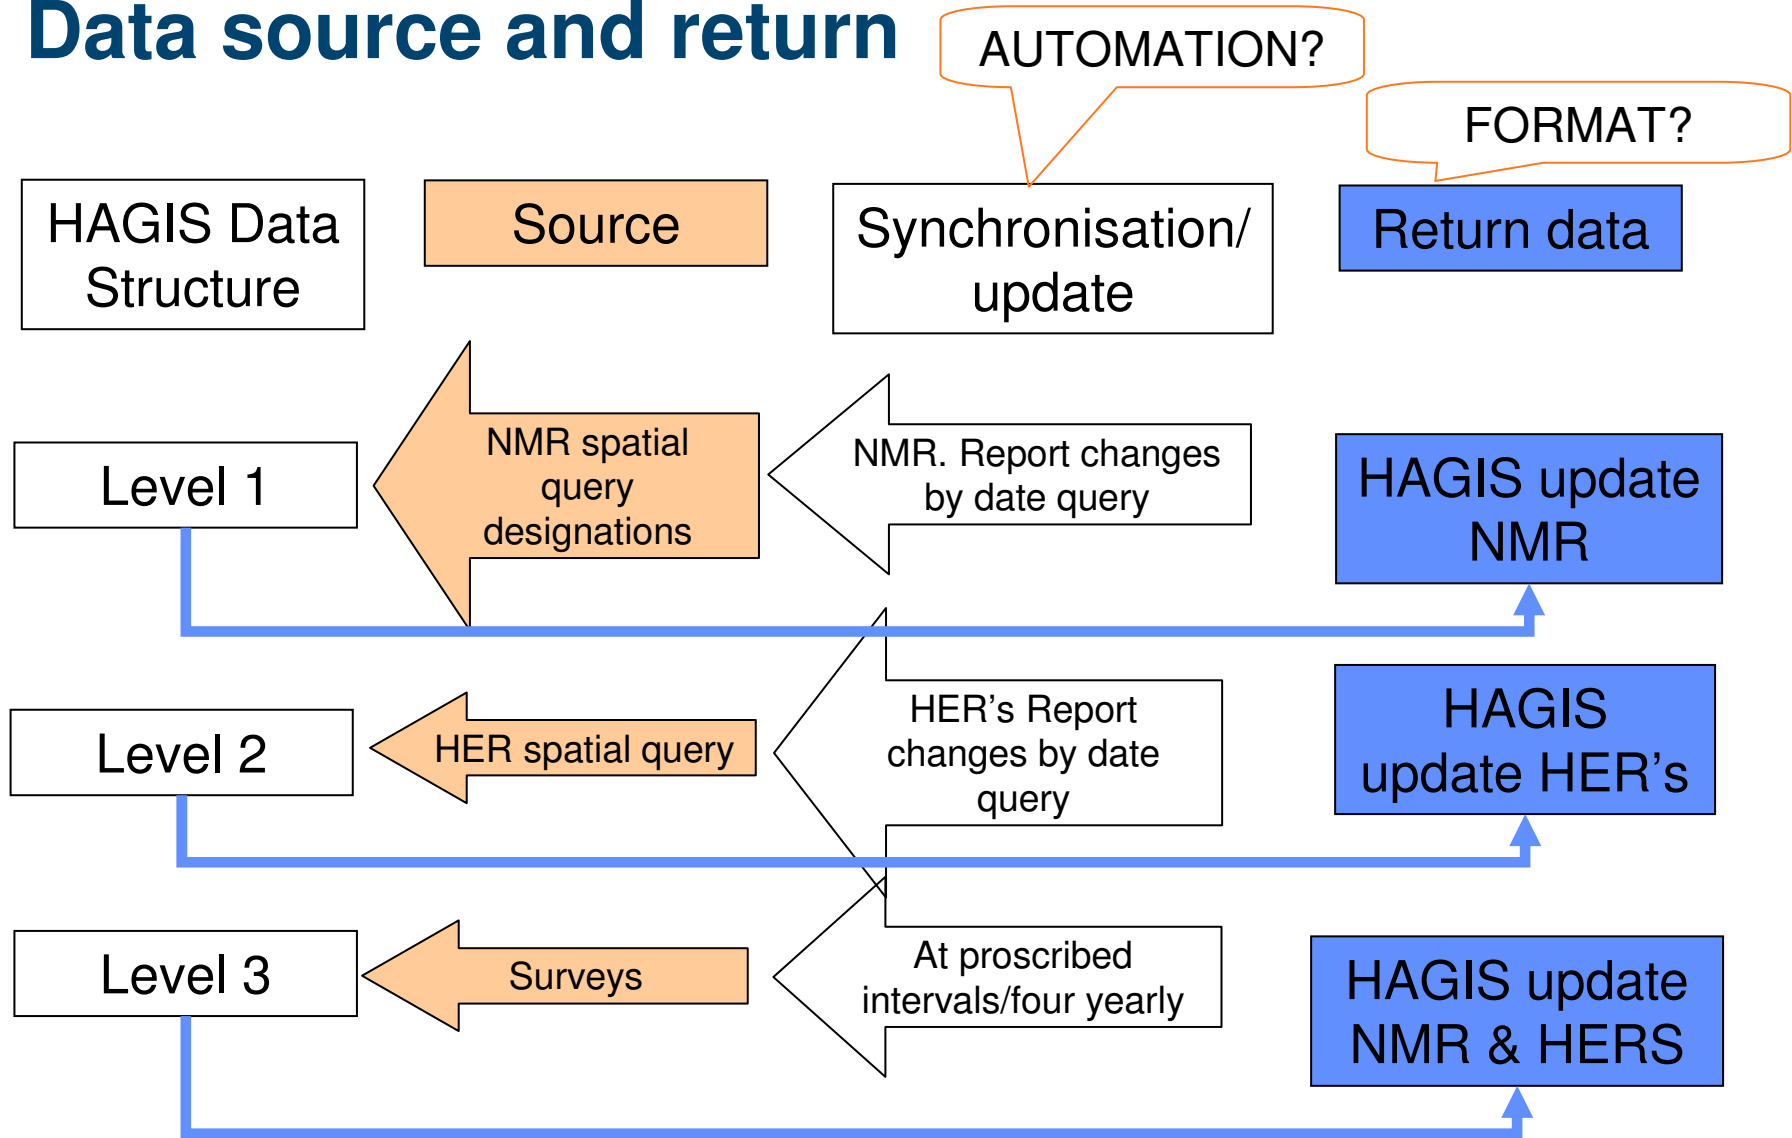 Data source and return
AUTOMATION?
FORMAT?
HAGIS Data
Structure
Source
Synchronisation/
update
Return data
Level 1
NMR spatial
query
designations
NMR. Report changes
by date query
HAGIS update
NMR
Level 2
HER spatial query
HER’s Report
changes by date
query
HAGIS
update HER’s
Level 3
Surveys
At proscribed
intervals/four yearly
HAGIS update
NMR & HERS